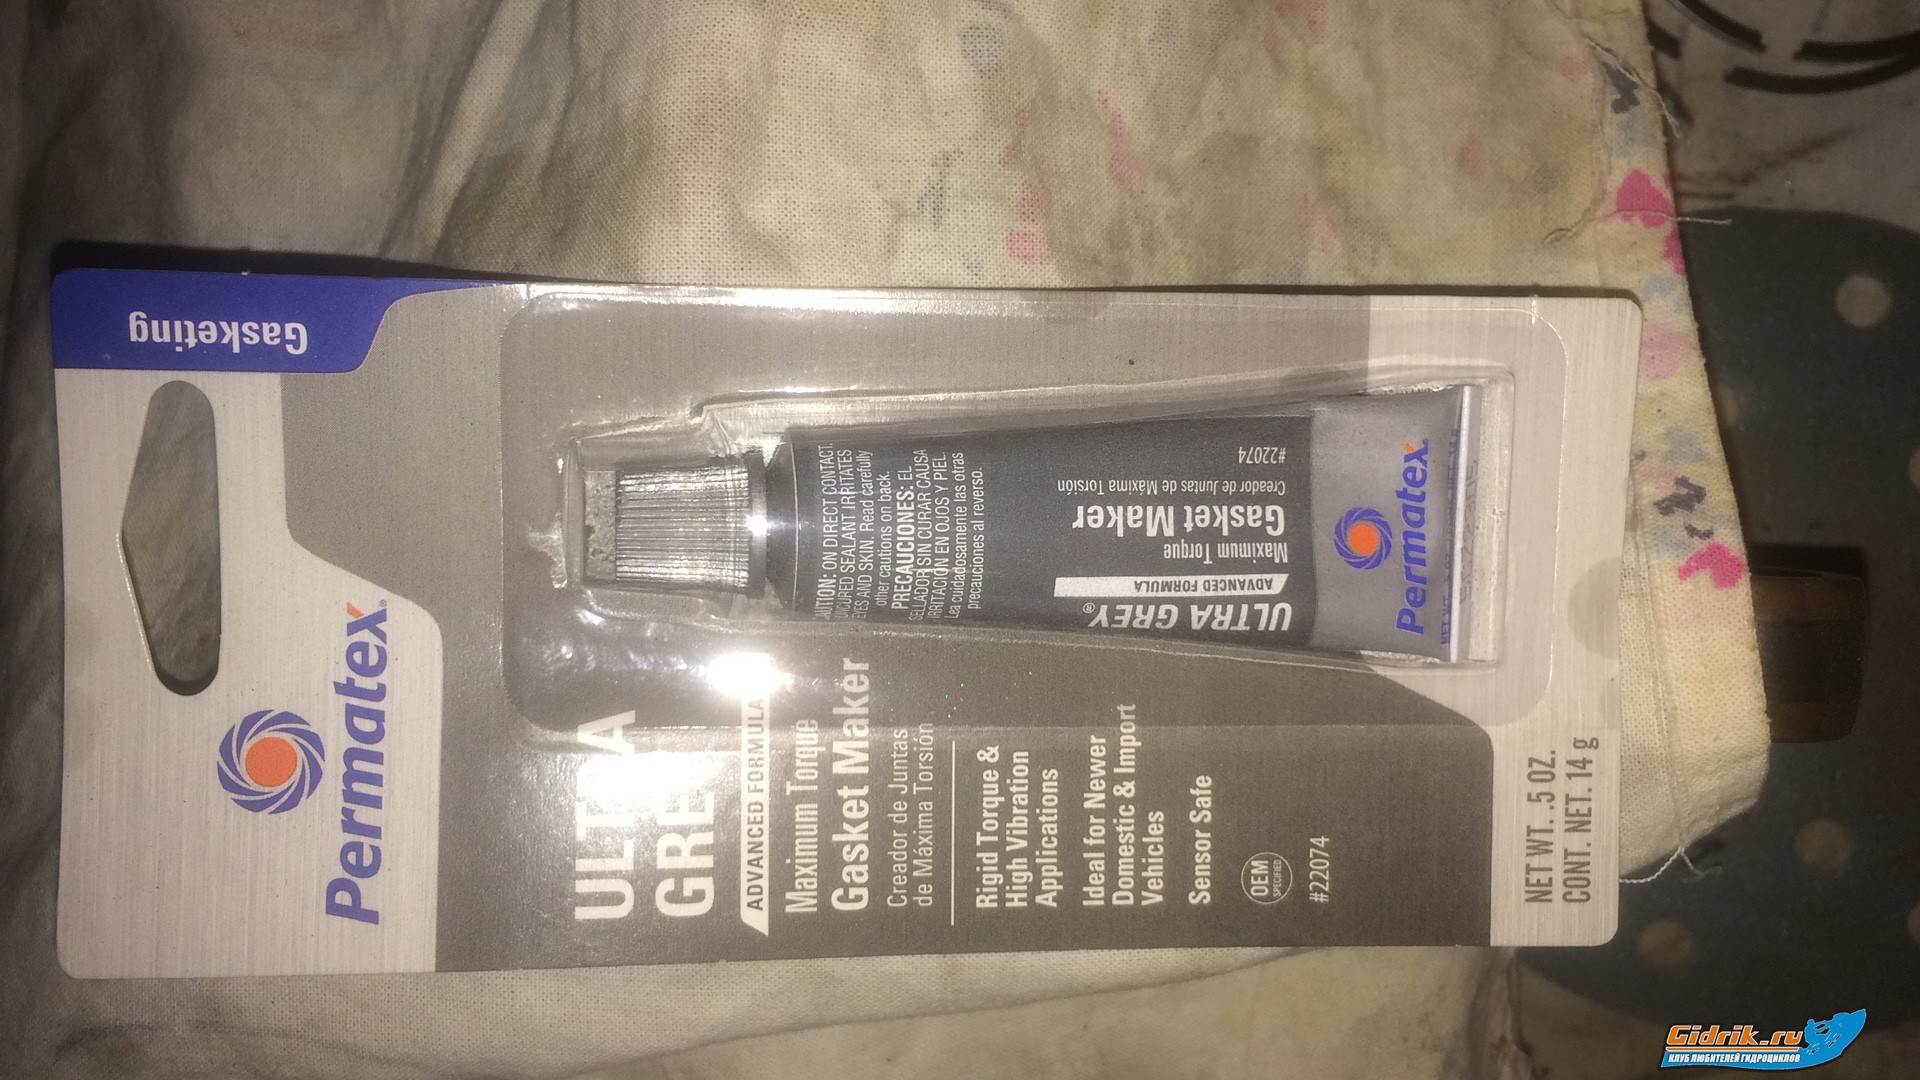 Gasketing
Permatex®
ULTRA
GREY
ADVANCED FORMULA
Maximum Torque
Gasket Maker
Creador de Juntas
de Máxima Torsión
Rigid Torque &
High Vibration
Applications
Ideal for Newer
Domestic & Import
Vehicles
Sensor Safe
OEM
SPECIFIED
#22074
NET WT. .5 OZ.
CONT. NET. 14 g
Permatex
ULTRA GREY®
ADVANCED FORMULA
Maximum Torque
Gasket Maker
Creador de Juntas de Máxima Torsión
#22074
CAUTION: ON DIRECT CONTACT
UNCURED SEALANT IRRITATES
EYES AND SKIN. Read carefully
other cautions on back.
PRECAUCIONES: EL
SELLADOR SIN CURAR CAUSA
IRRITACIÓN EN OJOS Y PIEL.
Lea cuidadosamente las otras
precauciones al reverso.
Gidrik.ru
КЛУБ ЛЮБИТЕЛЕЙ ГИДРОЦИКЛОВ